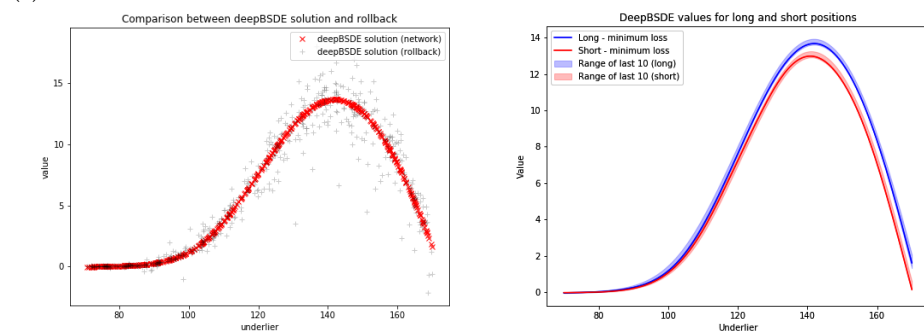 Comparison between deepBSDE solution and rollback
deepBSDE solution (network)
deepBSDE solution (rollback)
15
10
5
0
value
80
100
120
140
160
underlier
DeepBSDE values for long and short positions
Long - minimum loss
Short - minimum loss
Range of last 10 (long)
Range of last 10 (short)
14
12
10
8
6
4
2
0
Value
80
100
120
140
160
Underlier